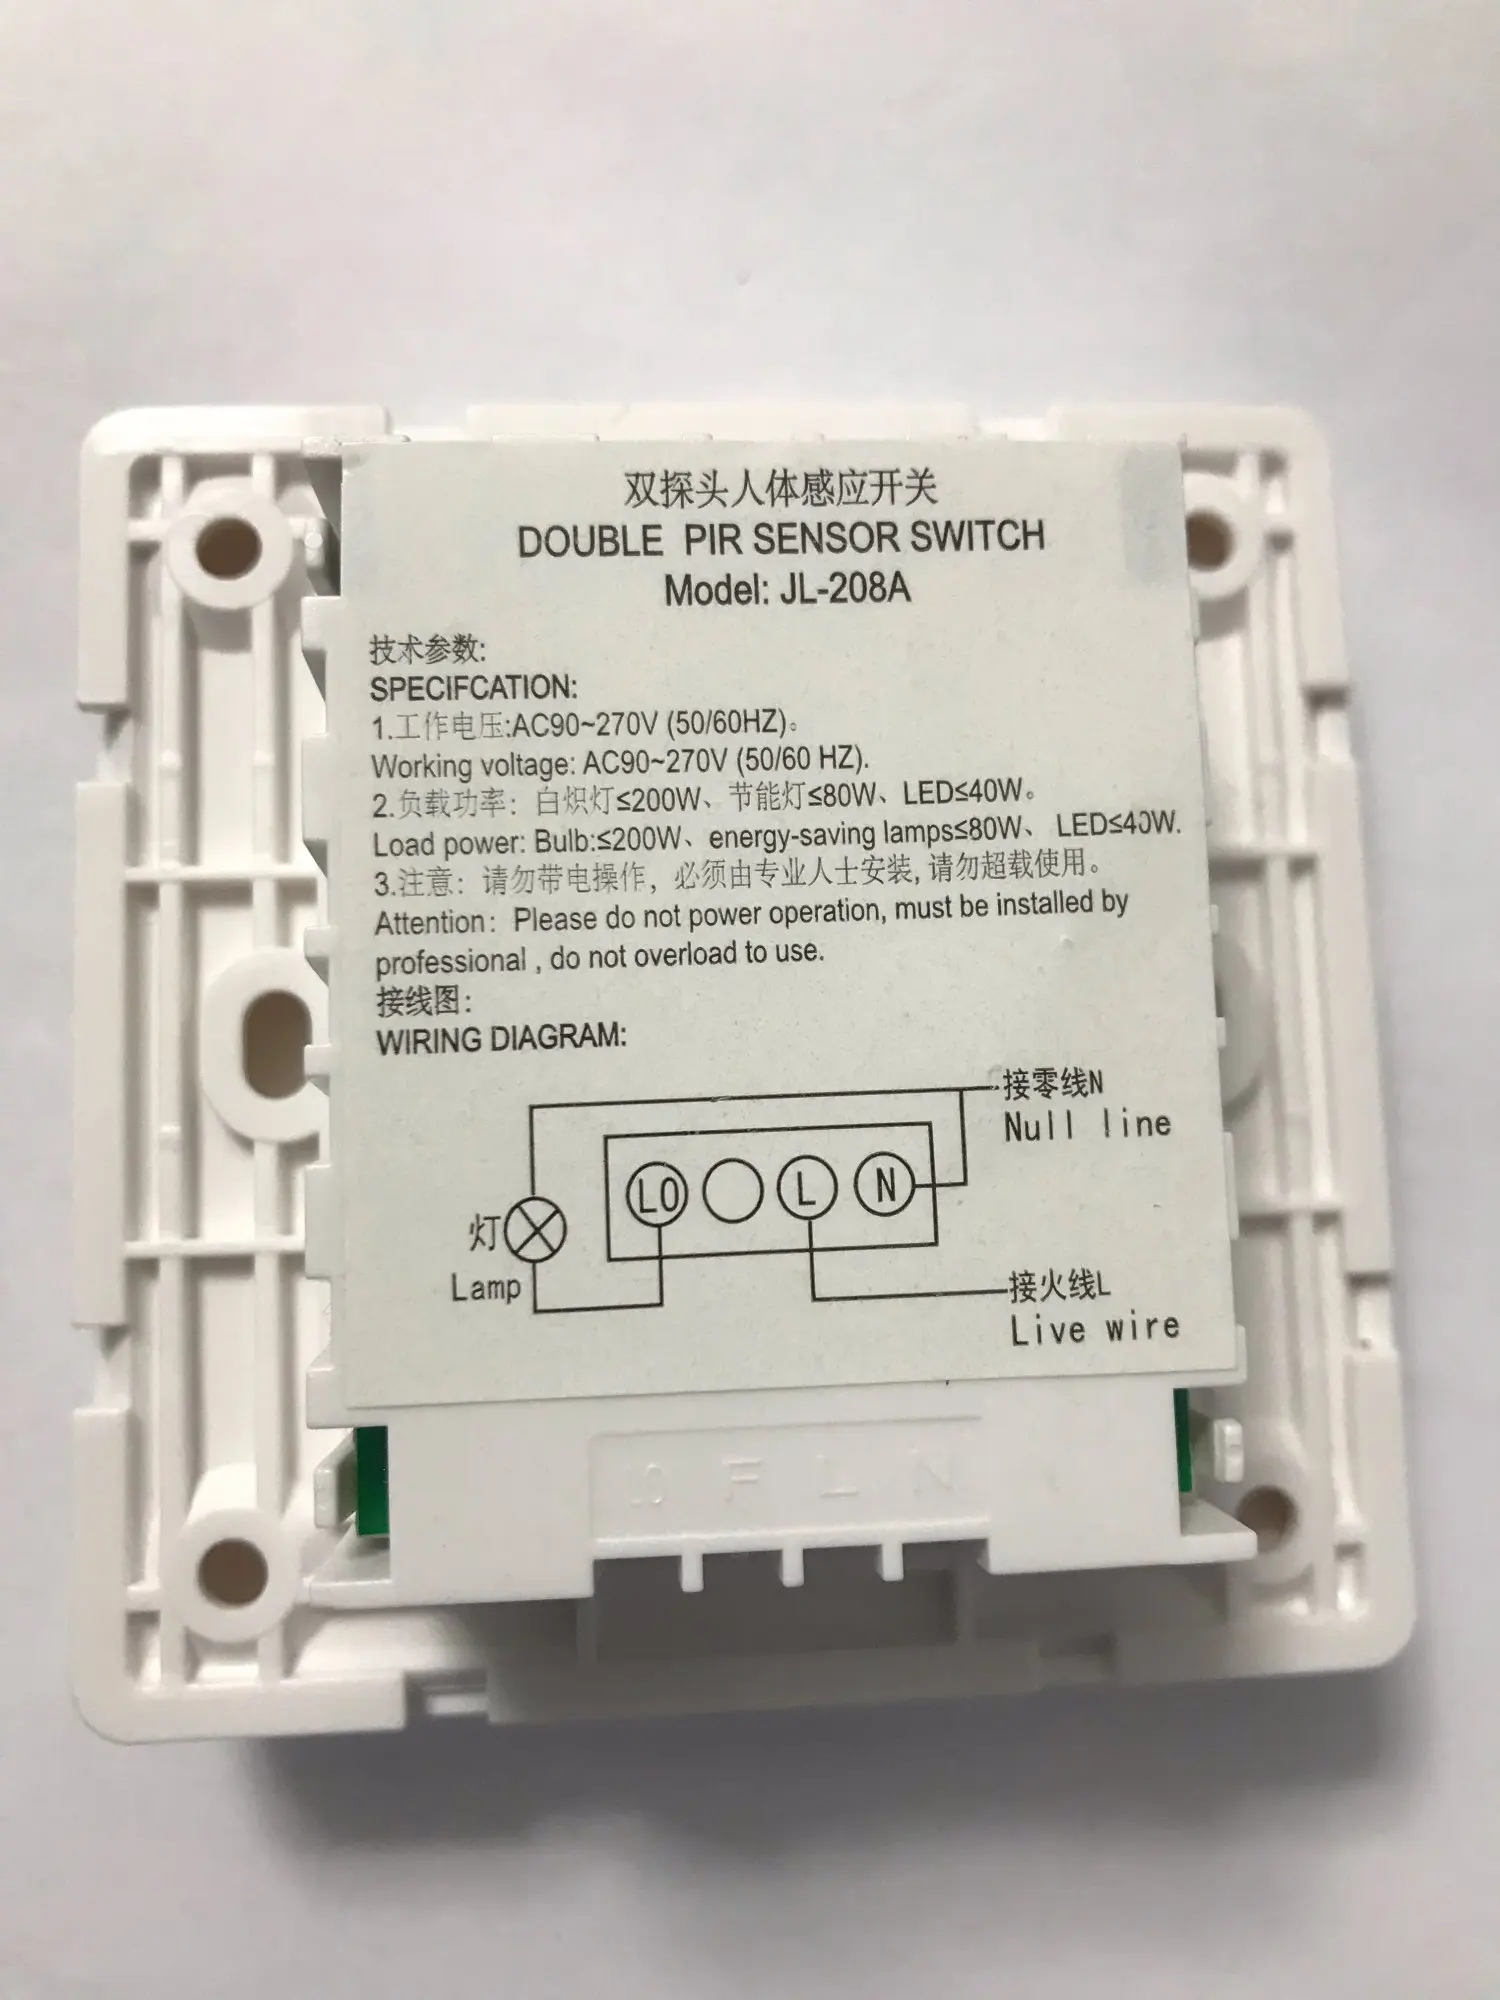 双探头人体感应开关
DOUBLE PIR SENSOR SWITCH
Model: JL-208A
技术参数:
SPECIFCATION:
1.工作电压:AC90~270V (50/60HZ)。
Working voltage: AC90~270V (50/60 HZ).
2.负载功率：白炽灯≤200W、节能灯≤80W、LED≤40W。
Load power: Bulb:≤200W、energy-saving lamps≤80W、 LED≤40W.
3.注意：请勿带电操作，必须由专业人士安装,请勿超载使用。
Attention：Please do not power operation, must be installed by
professional , do not overload to use.
接线图：
WIRING DIAGRAM:
接零线N
Null line
LO L N
灯
Lamp
接火线L
Live wire
F L N